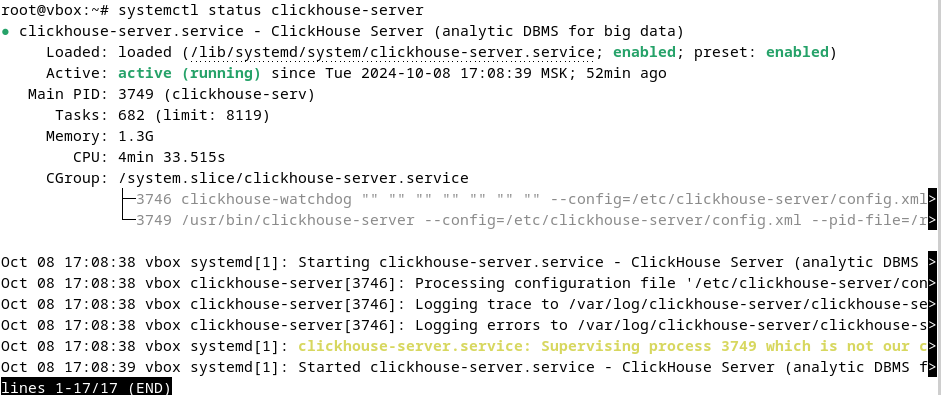 root@vbox:~# systemctl status clickhouse-server
● clickhouse-server.service - ClickHouse Server (analytic DBMS for big data)
     Loaded: loaded (/lib/systemd/system/clickhouse-server.service; enabled; preset: enabled)
     Active: active (running) since Tue 2024-10-08 17:08:39 MSK; 52min ago
   Main PID: 3749 (clickhouse-serv)
      Tasks: 682 (limit: 8119)
     Memory: 1.3G
        CPU: 4min 33.515s
     CGroup: /system.slice/clickhouse-server.service
             ├─3746 clickhouse-watchdog "" "" "" "" "" "" "" --config=/etc/clickhouse-server/config.xml>
             └─3749 /usr/bin/clickhouse-server --config=/etc/clickhouse-server/config.xml --pid-file=/r>

Oct 08 17:08:38 vbox systemd[1]: Starting clickhouse-server.service - ClickHouse Server (analytic DBMS >
Oct 08 17:08:38 vbox clickhouse-server[3746]: Processing configuration file '/etc/clickhouse-server/con>
Oct 08 17:08:38 vbox clickhouse-server[3746]: Logging trace to /var/log/clickhouse-server/clickhouse-se>
Oct 08 17:08:38 vbox clickhouse-server[3746]: Logging errors to /var/log/clickhouse-server/clickhouse-s>
Oct 08 17:08:38 vbox systemd[1]: clickhouse-server.service: Supervising process 3749 which is not our c>
Oct 08 17:08:39 vbox systemd[1]: Started clickhouse-server.service - ClickHouse Server (analytic DBMS f>
lines 1-17/17 (END)